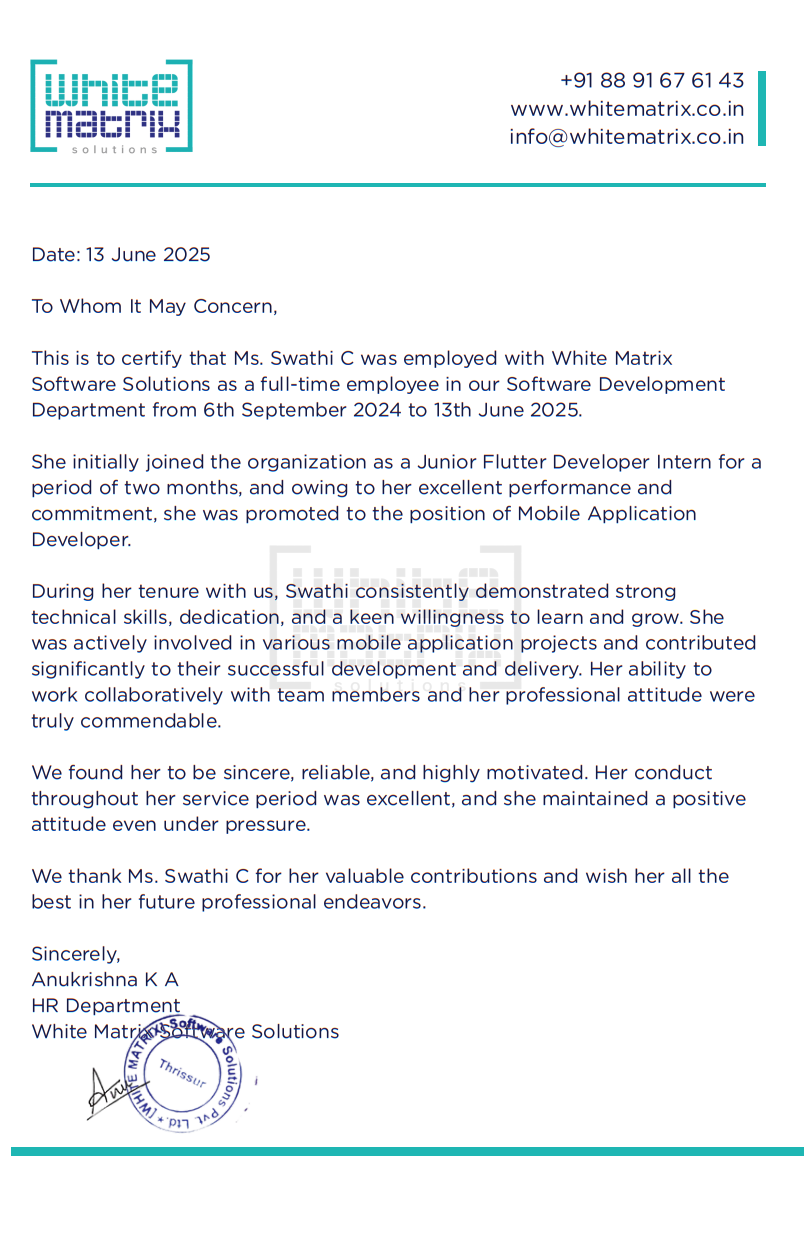 white
matrix
solutions
+91 88 91 67 61 43
www.whitematrix.co.in
info@whitematrix.co.in
Date: 13 June 2025
To Whom It May Concern,
This is to certify that Ms. Swathi C was employed with White Matrix
Software Solutions as a full-time employee in our Software Development
Department from 6th September 2024 to 13th June 2025.
She initially joined the organization as a Junior Flutter Developer Intern for a
period of two months, and owing to her excellent performance and
commitment, she was promoted to the position of Mobile Application
Developer.
During her tenure with us, Swathi consistently demonstrated strong
technical skills, dedication, and a keen willingness to learn and grow. She
was actively involved in various mobile application projects and contributed
significantly to their successful development and delivery. Her ability to
work collaboratively with team members and her professional attitude were
truly commendable.
white
matrix
solutions
We found her to be sincere, reliable, and highly motivated. Her conduct
throughout her service period was excellent, and she maintained a positive
attitude even under pressure.
We thank Ms. Swathi C for her valuable contributions and wish her all the
best in her future professional endeavors.
Sincerely,
Anukrishna K A
HR Department
White Matrix Software Solutions
[WHITE MATRIX] Software Solutions Pvt. Ltd. *
Thrissur
Anu